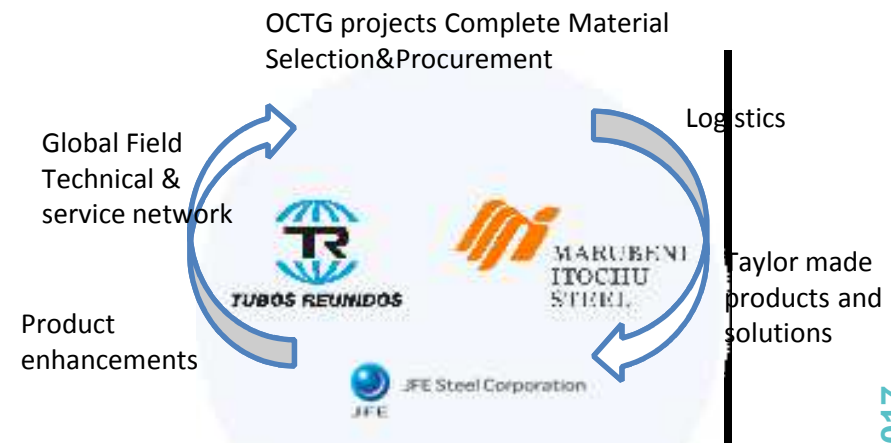 OCTG projects Complete Material
Selection&Procurement
Logistics
Global Field
Technical &
service network
TR
TUBOS REUNIDOS
MARUBENI
ITOCHU
STEEL
Taylor made
products and
solutions
Product
enhancements
JFE
JFE Steel Corporation